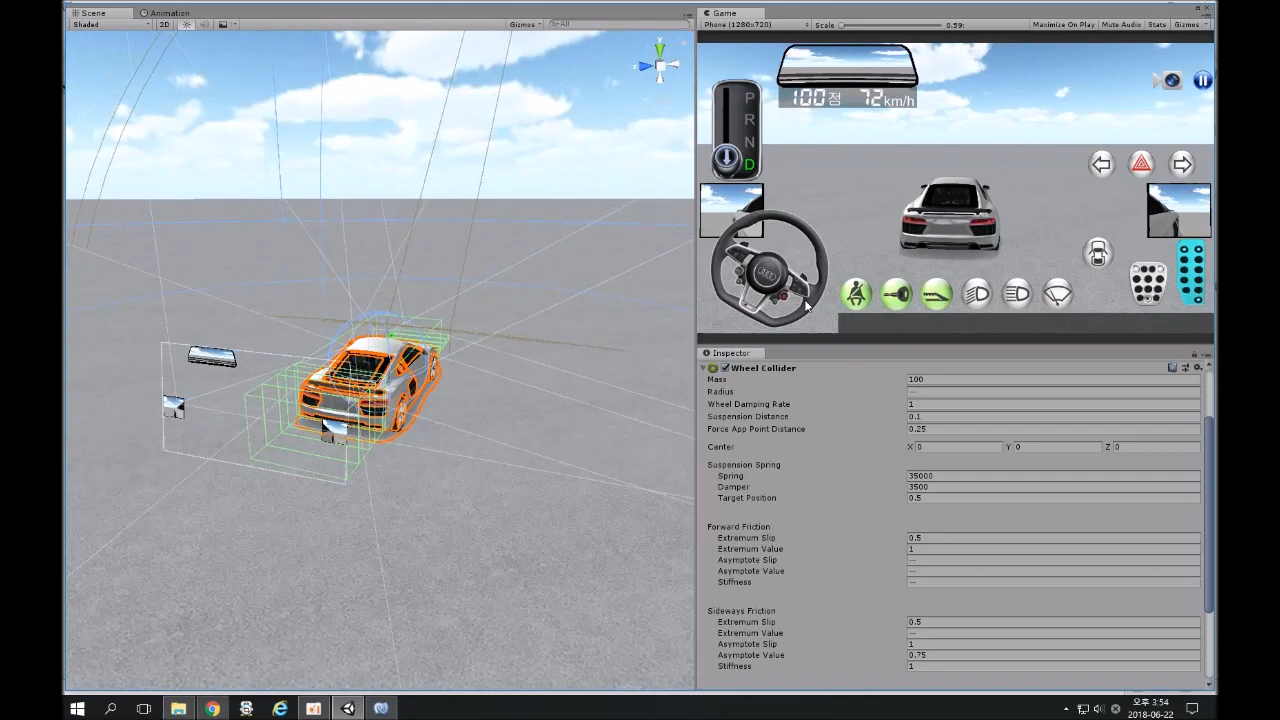 Scene
Animation
Shaded
2D
Gizmos
All
y
z
Game
Phone (1280x720)
Scale
0.59:
Maximize On Play
Mute Audio
Stats
Gizmos
100점 72km/h
P
R
N
D
Inspector
Wheel Collider
Mass 100
Radius —
Wheel Damping Rate 1
Suspension Distance 0.1
Force App Point Distance 0.25
Center X 0 Y 0 Z 0
Suspension Spring
Spring 35000
Damper 3500
Target Position 0.5
Forward Friction
Extremum Slip 0.5
Extremum Value 1
Asymptote Slip —
Asymptote Value —
Stiffness —
Sideways Friction
Extremum Slip 0.5
Extremum Value —
Asymptote Slip 1
Asymptote Value 0.75
Stiffness 1
오후 3:54
2018-06-22